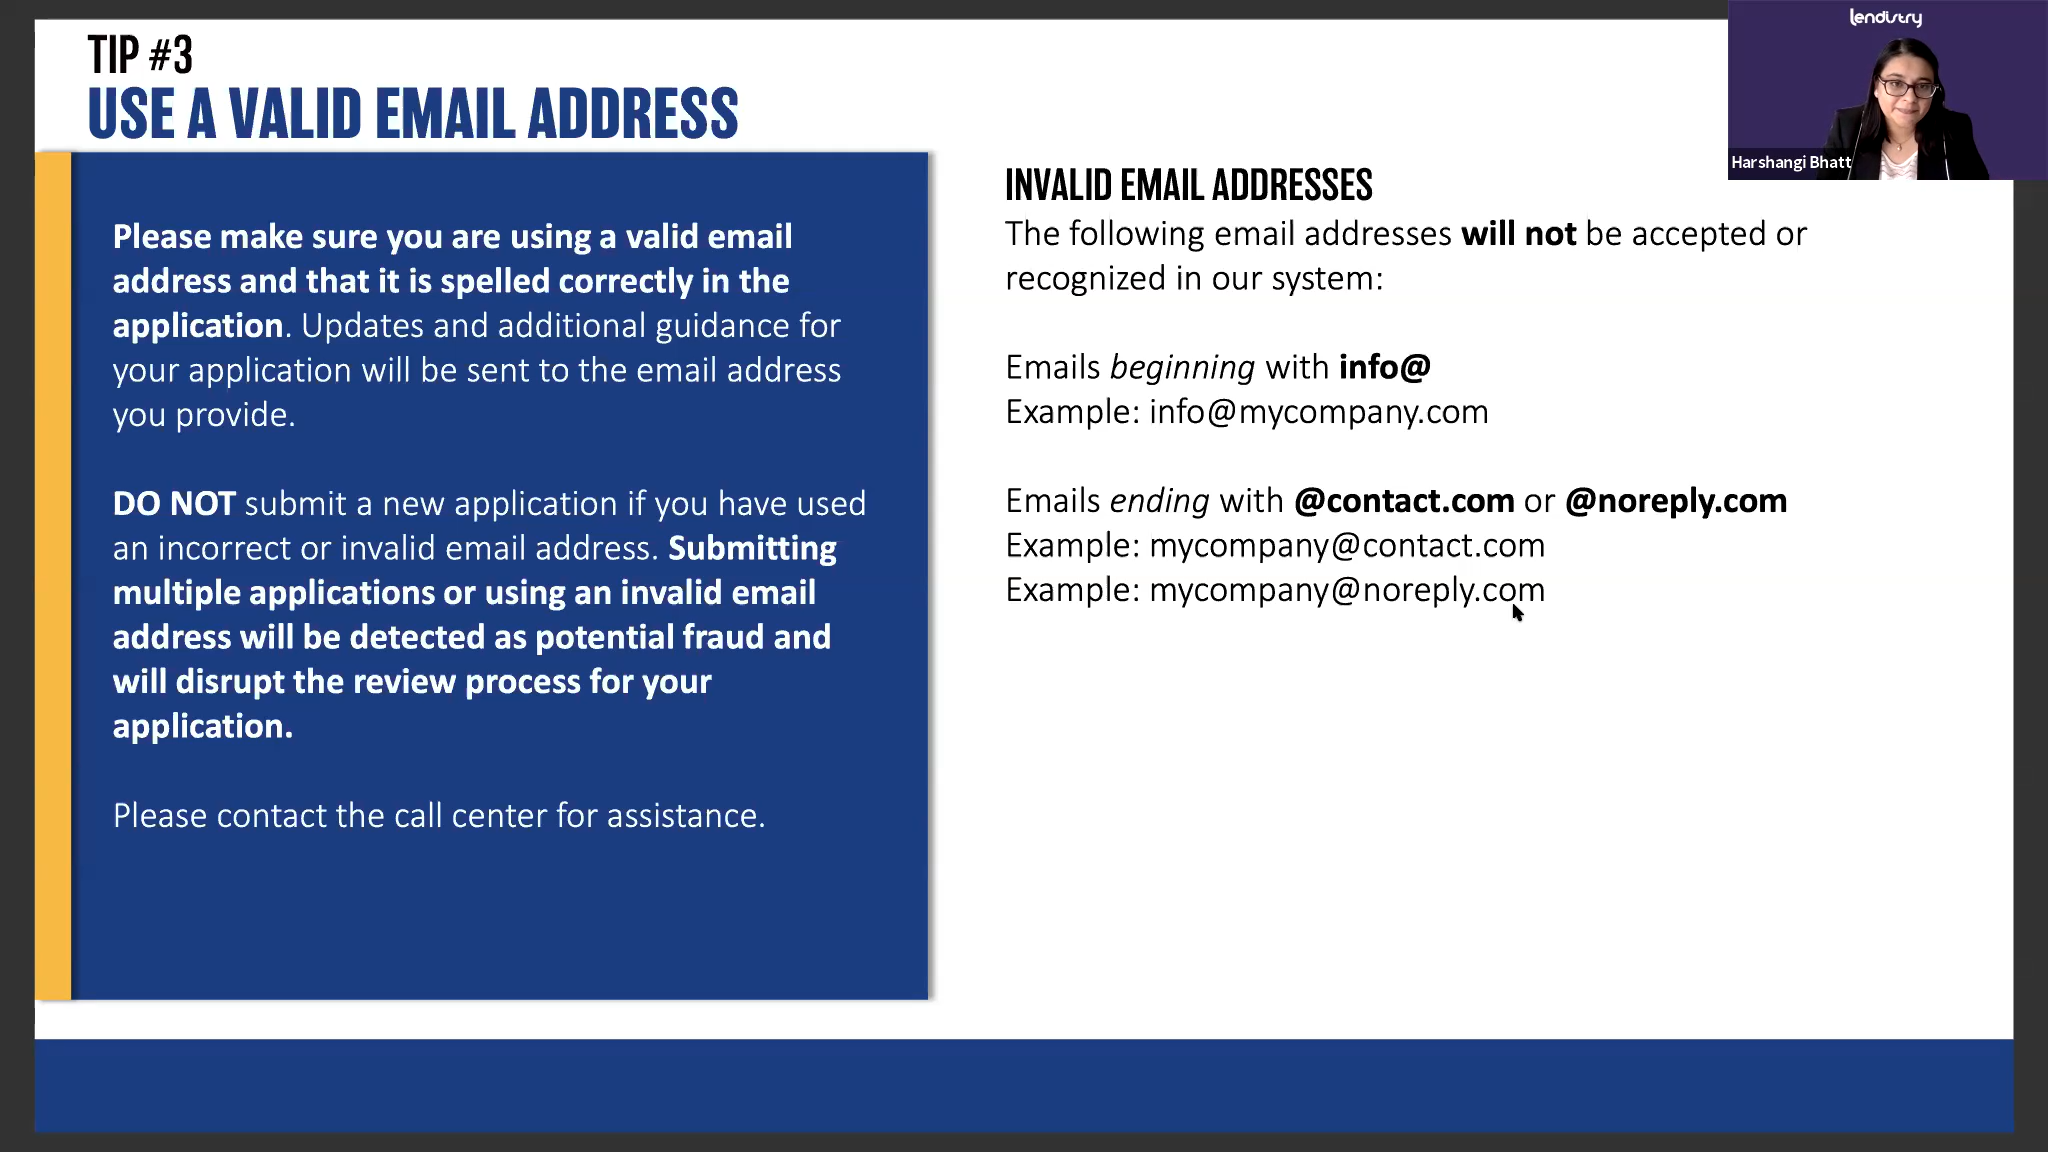 TIP #3
USE A VALID EMAIL ADDRESS
Please make sure you are using a valid email
address and that it is spelled correctly in the
application. Updates and additional guidance for
your application will be sent to the email address
you provide.
DO NOT submit a new application if you have used
an incorrect or invalid email address. Submitting
multiple applications or using an invalid email
address will be detected as potential fraud and
will disrupt the review process for your
application.
Please contact the call center for assistance.
INVALID EMAIL ADDRESSES
The following email addresses will not be accepted or
recognized in our system:
Emails beginning with info@
Example: info@mycompany.com
Emails ending with @contact.com or @noreply.com
Example: mycompany@contact.com
Example: mycompany@noreply.com
lendistry
Harshangi Bhatt